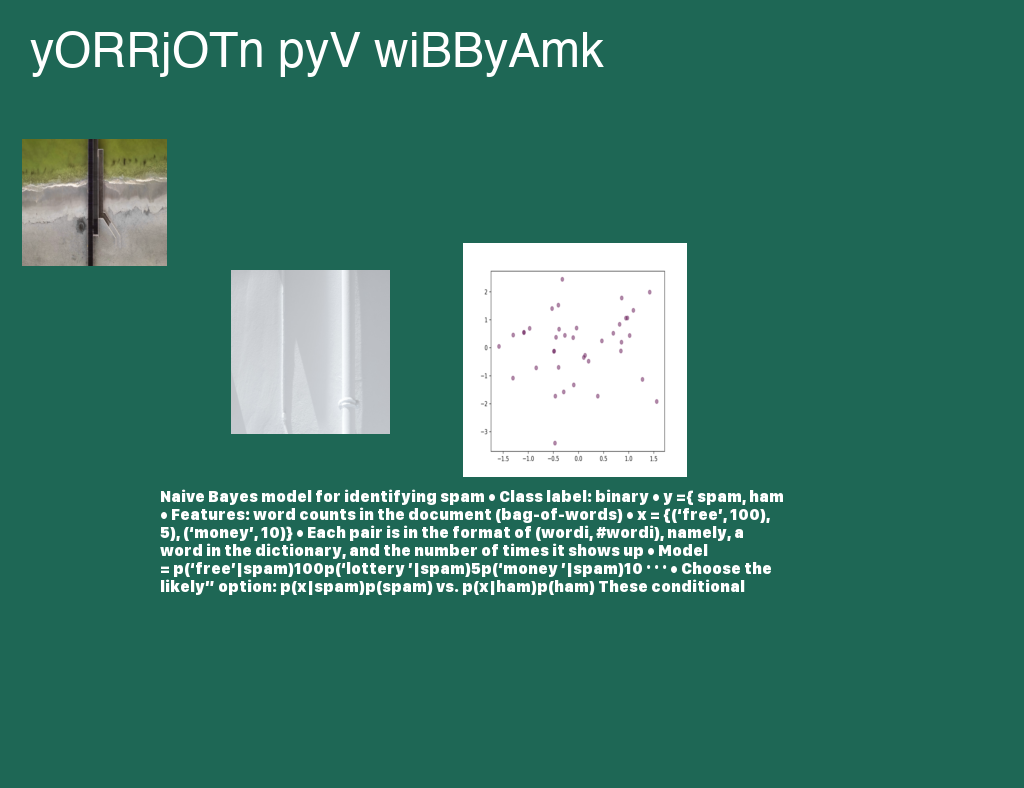 yORRjOTn pyV wiBByAmk
2
1
0
−1
−2
−3
−1.5 −1.0 −0.5 0.0 0.5 1.0 1.5
Naive Bayes model for identifying spam • Class label: binary • y ={ spam, ham
• Features: word counts in the document (bag-of-words) • x = {(‘free’, 100),
5), (‘money’, 10)} • Each pair is in the format of (wordi, #wordi), namely, a
word in the dictionary, and the number of times it shows up • Model
= p(‘free’|spam)100p(‘lottery ’|spam)5p(‘money ’|spam)10 · · · • Choose the
likely” option: p(x|spam)p(spam) vs. p(x|ham)p(ham) These conditional